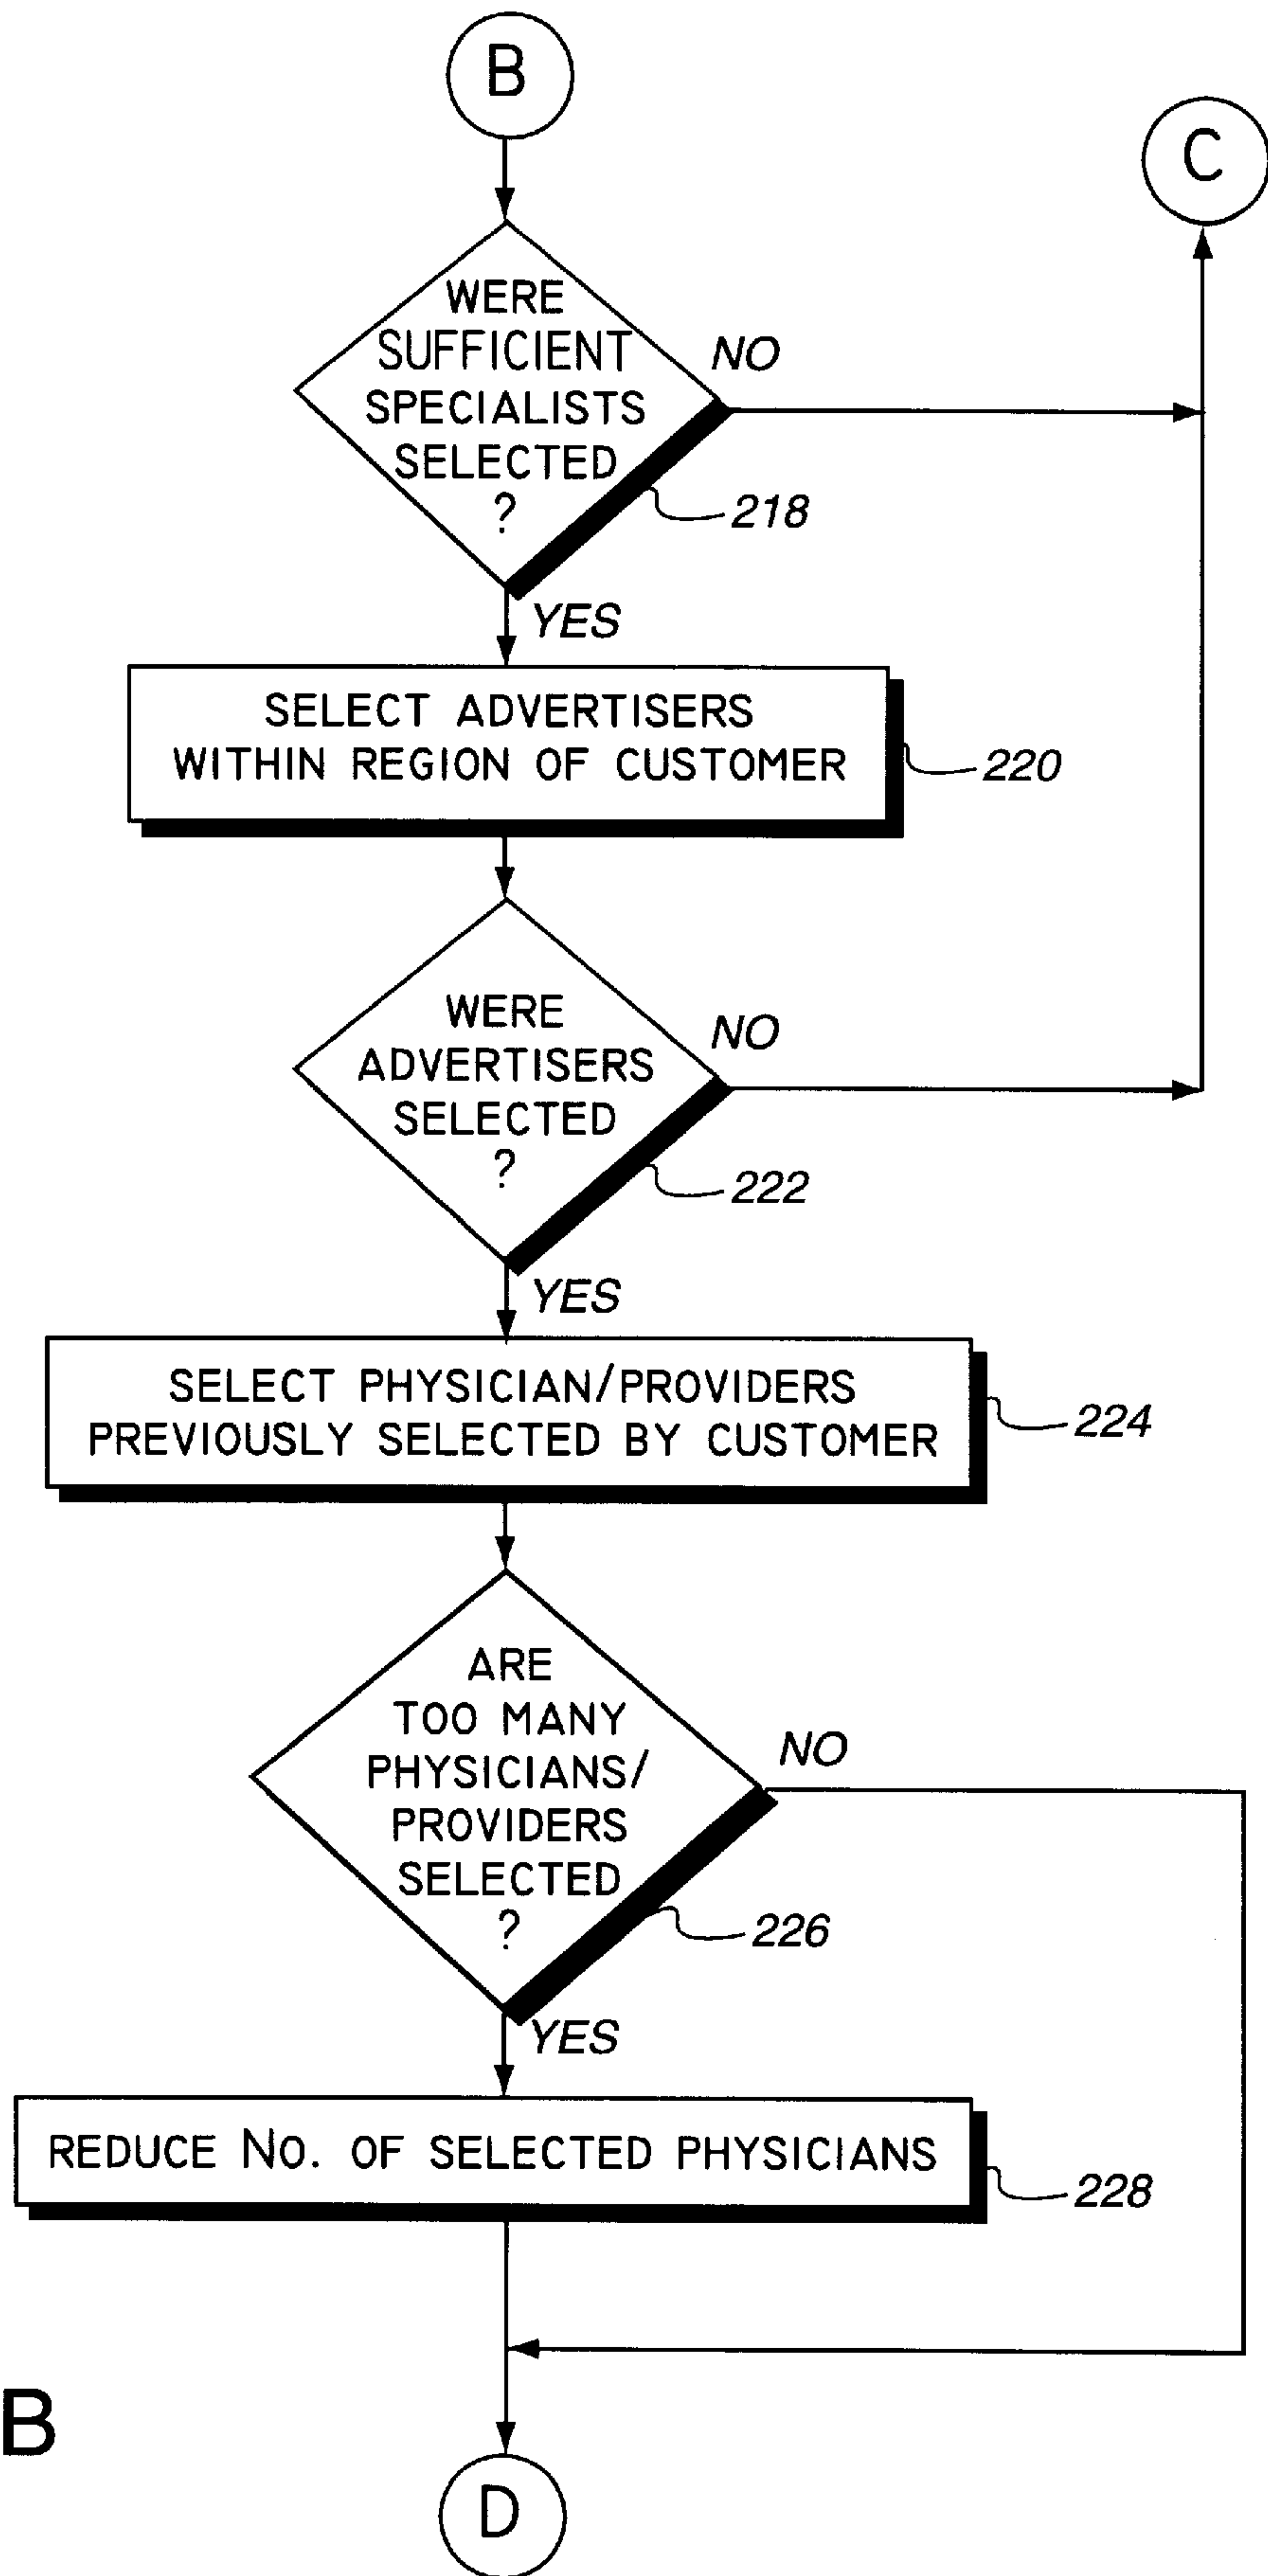 B
C
WERE
SUFFICIENT
SPECIALISTS
SELECTED
?
NO
218
YES
SELECT ADVERTISERS
WITHIN REGION OF CUSTOMER
220
WERE
ADVERTISERS
SELECTED
?
NO
222
YES
SELECT PHYSICIAN/PROVIDERS
PREVIOUSLY SELECTED BY CUSTOMER
224
ARE
TOO MANY
PHYSICIANS/
PROVIDERS
SELECTED
?
NO
226
YES
REDUCE No. OF SELECTED PHYSICIANS
228
B
D